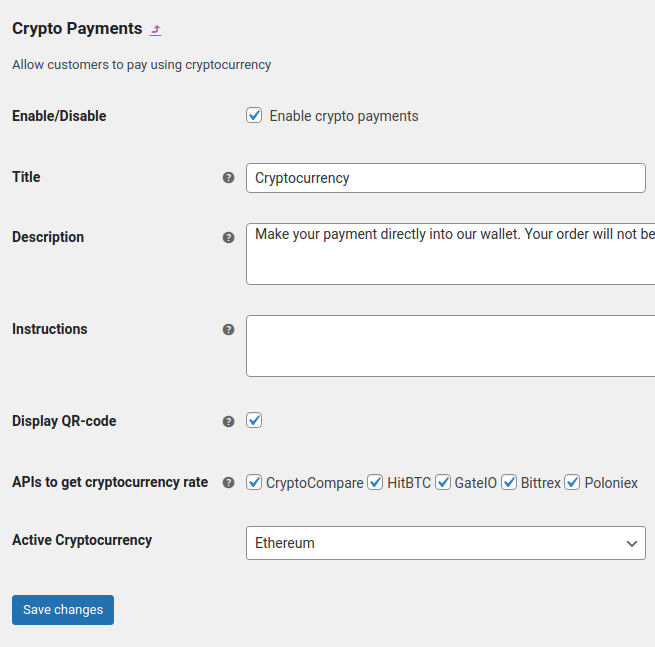 Crypto Payments
Allow customers to pay using cryptocurrency
Enable/Disable Enable crypto payments
Title Cryptocurrency
Description Make your payment directly into our wallet. Your order will not be
Instructions
Display QR-code
APIs to get cryptocurrency rate CryptoCompare HitBTC GateIO Bittrex Poloniex
Active Cryptocurrency Ethereum
Save changes